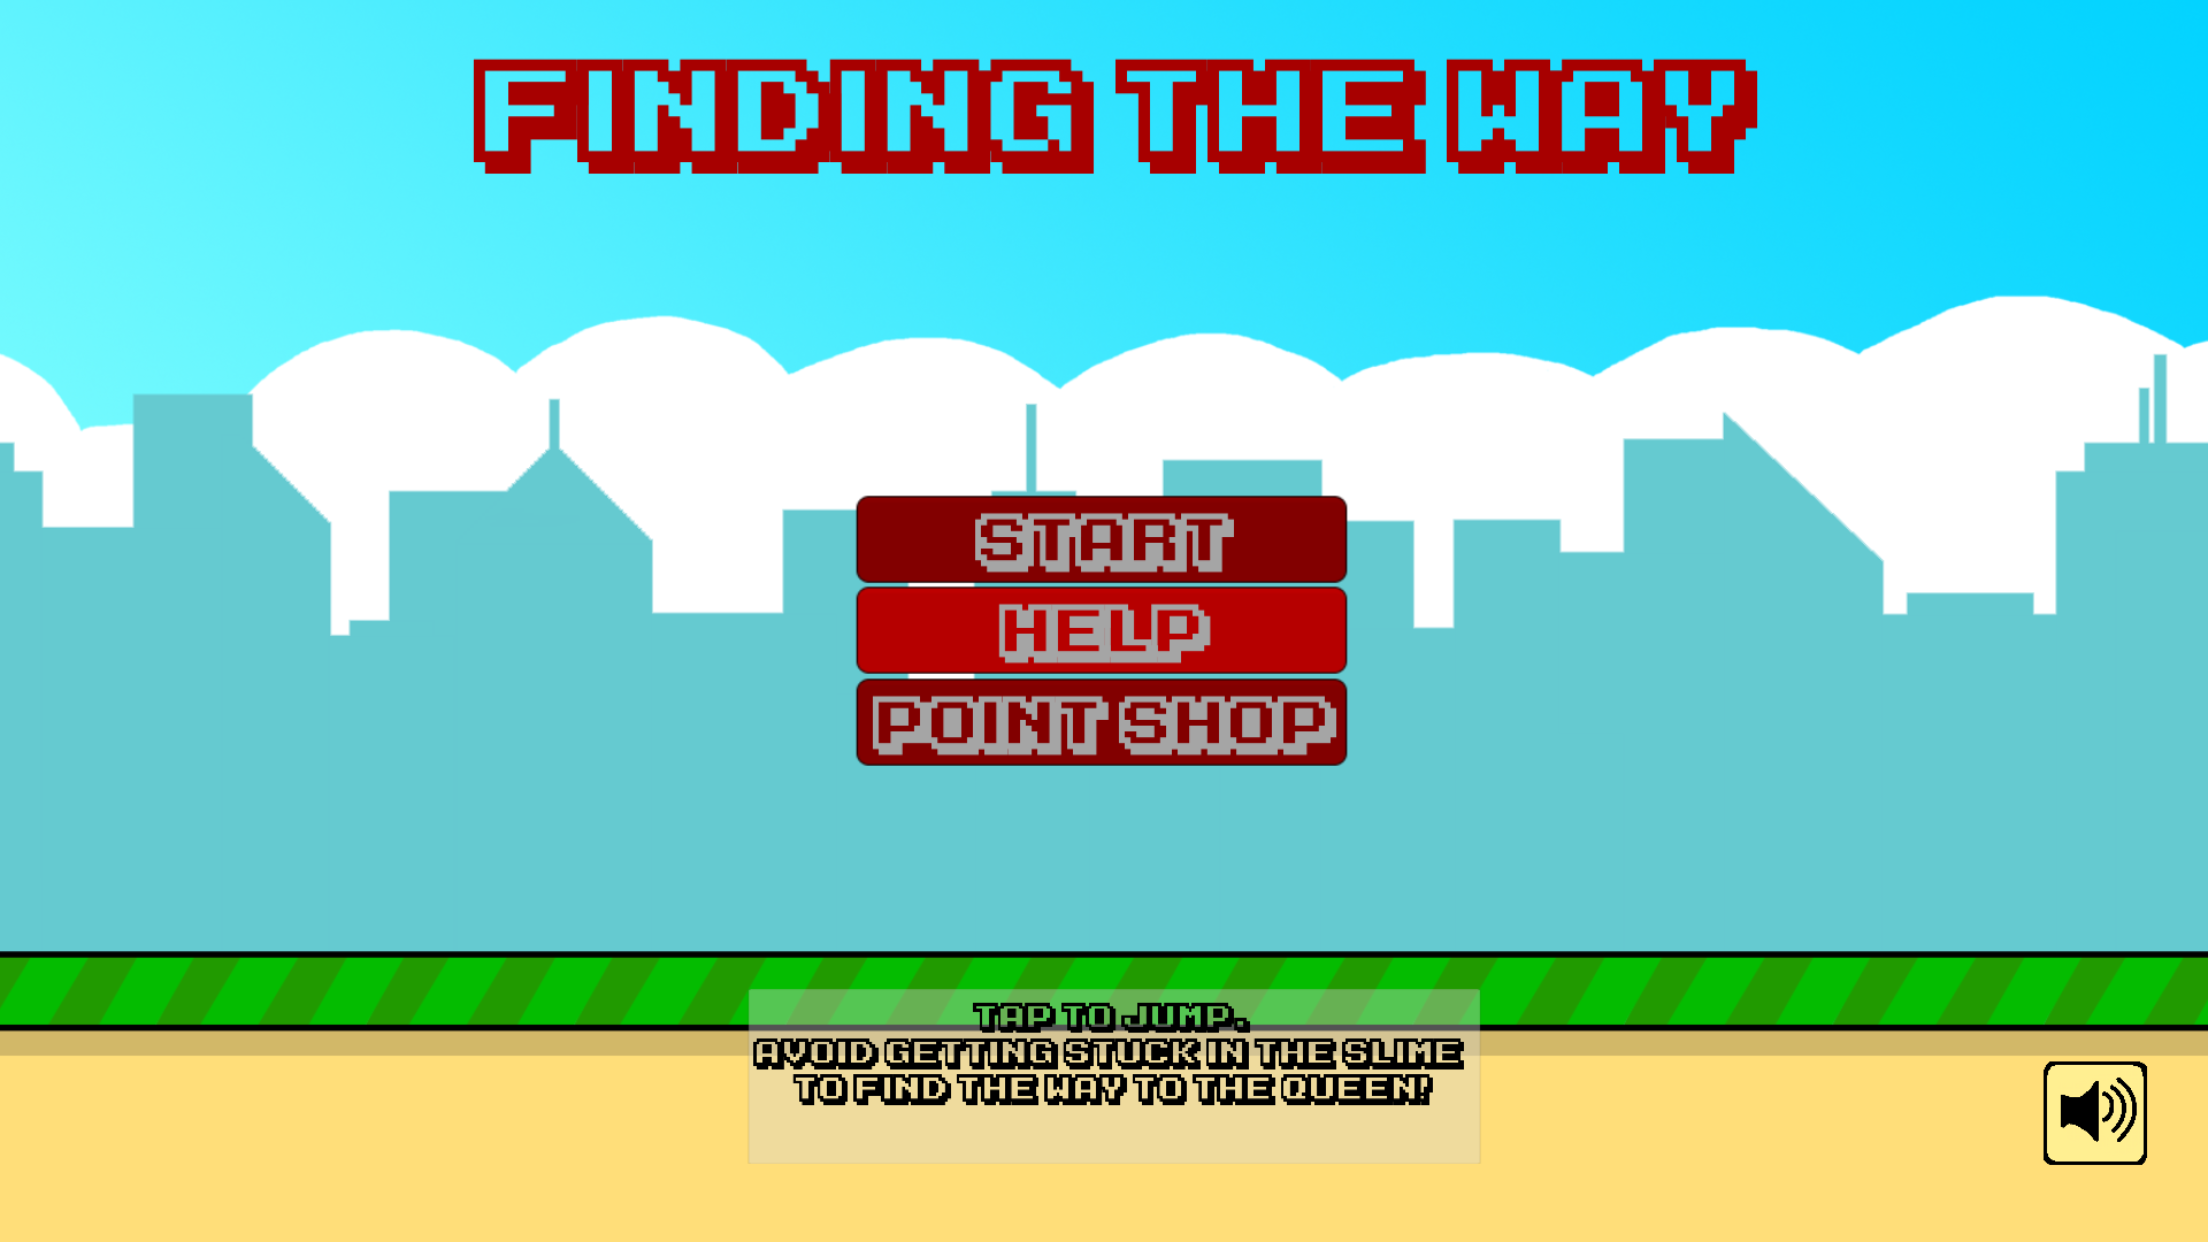 FINDING THE WAY
START
HELP
POINT SHOP
TAP TO JUMP.
AVOID GETTING STUCK IN THE SLIME
TO FIND THE WAY TO THE QUEEN!